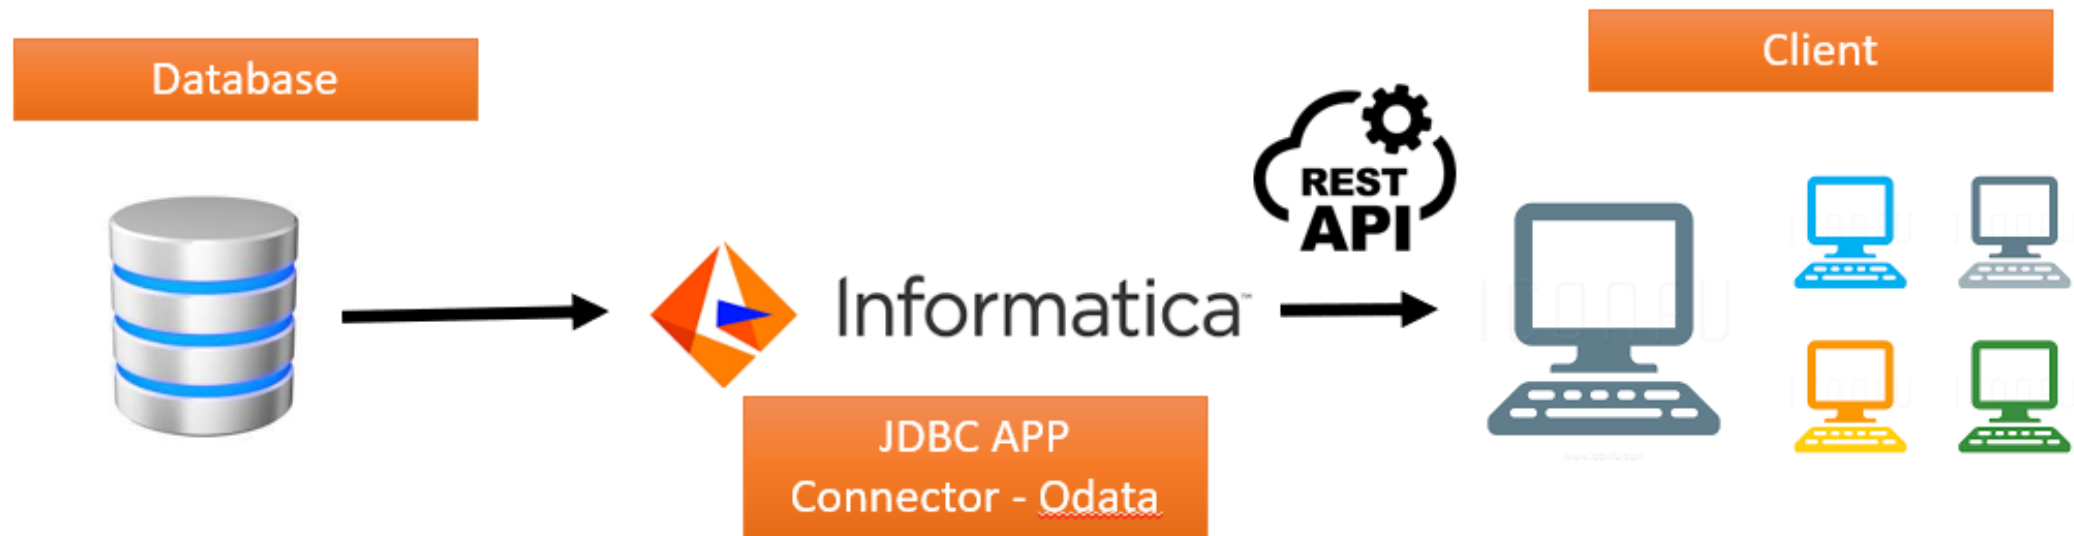 Database
Client
REST
API
Informatica
JDBC APP
Connector - Odata